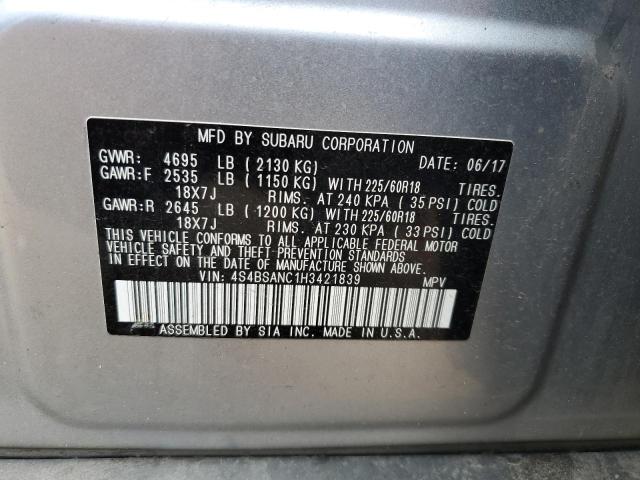 MFD BY SUBARU CORPORATION
GVWR: 4695 LB ( 2130 KG) DATE: 06/17
GAWR:F 2535 LB ( 1150 KG) WITH 225/60R18 TIRES.
18X7J RIMS. AT 240 KPA ( 35 PSI) COLD
GAWR:R 2645 LB ( 1200 KG) WITH 225/60R18 TIRES.
18X7J RIMS. AT 230 KPA ( 33 PSI) COLD
THIS VEHICLE CONFORMS TO ALL APPLICABLE FEDERAL MOTOR
VEHICLE SAFETY AND THEFT PREVENTION STANDARDS IN
EFFECT ON THE DATE OF MANUFACTURE SHOWN ABOVE.
VIN: 4S4BSANC1H3421839 MPV
ASSEMBLED BY SIA INC. MADE IN U.S.A.